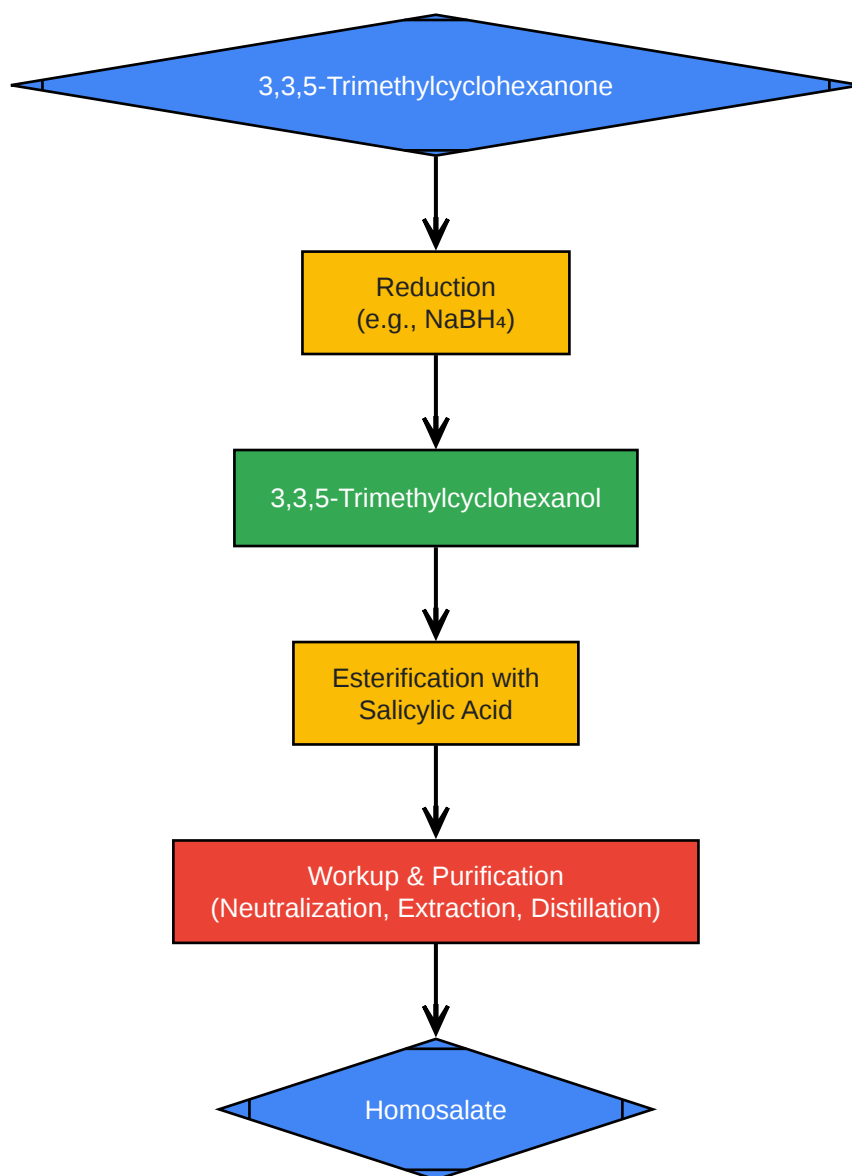 3,3,5-Trimethylcyclohexanone
Reduction
(e.g., NaBH₄)
3,3,5-Trimethylcyclohexanol
Esterification with
Salicylic Acid
Workup & Purification
(Neutralization, Extraction, Distillation)
Homosalate